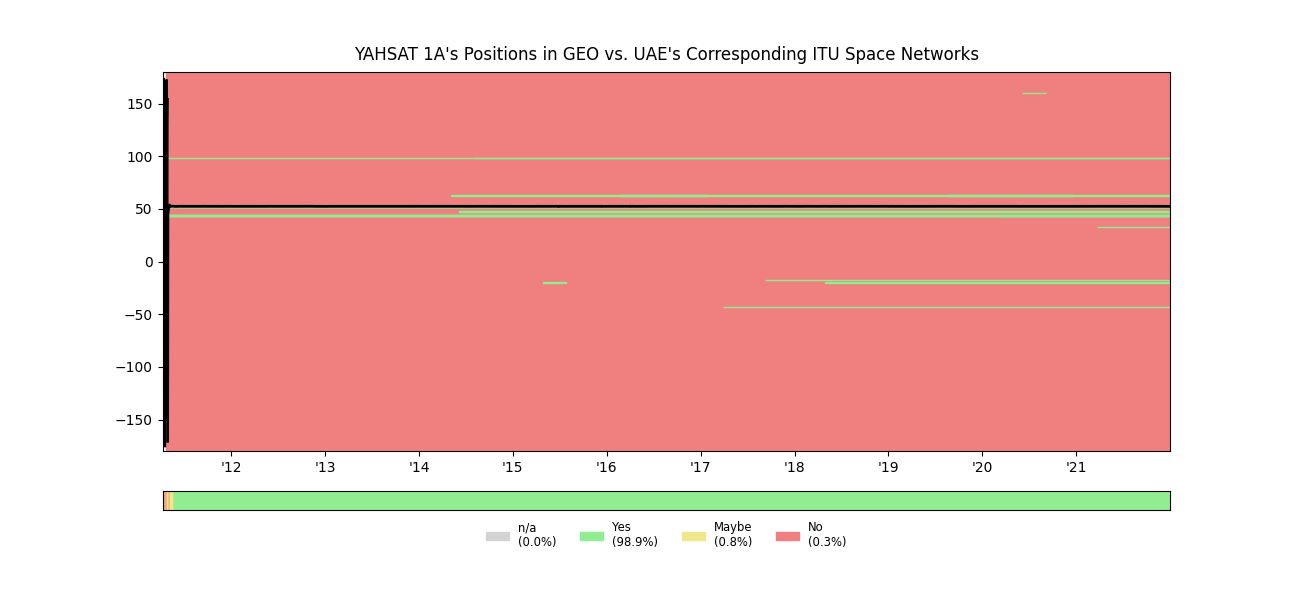 YAHSAT 1A's Positions in GEO vs. UAE's Corresponding ITU Space Networks
150
100
50
0
−50
−100
−150
'12 '13 '14 '15 '16 '17 '18 '19 '20 '21
n/a Yes Maybe No
(0.0%) (98.9%) (0.8%) (0.3%)